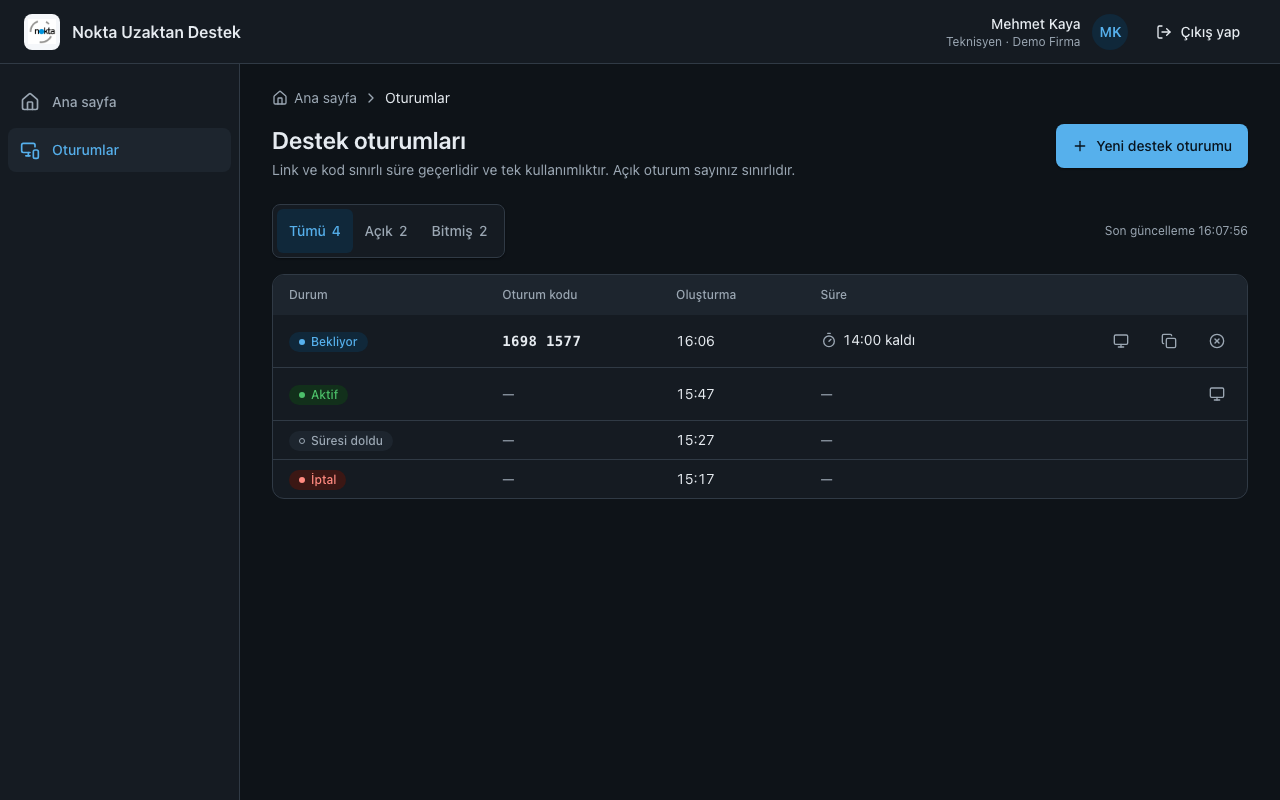 nokta
Nokta Uzaktan Destek
Mehmet Kaya
Teknisyen · Demo Firma
MK
Çıkış yap
Ana sayfa
Oturumlar
Ana sayfa > Oturumlar
Destek oturumları
Link ve kod sınırlı süre geçerlidir ve tek kullanımlıktır. Açık oturum sayınız sınırlıdır.
+ Yeni destek oturumu
Tümü 4 Açık 2 Bitmiş 2
Son güncelleme 16:07:56
Durum Oturum kodu Oluşturma Süre
Bekliyor 1698 1577 16:06 14:00 kaldı
Aktif — 15:47 —
Süresi doldu — 15:27 —
İptal — 15:17 —